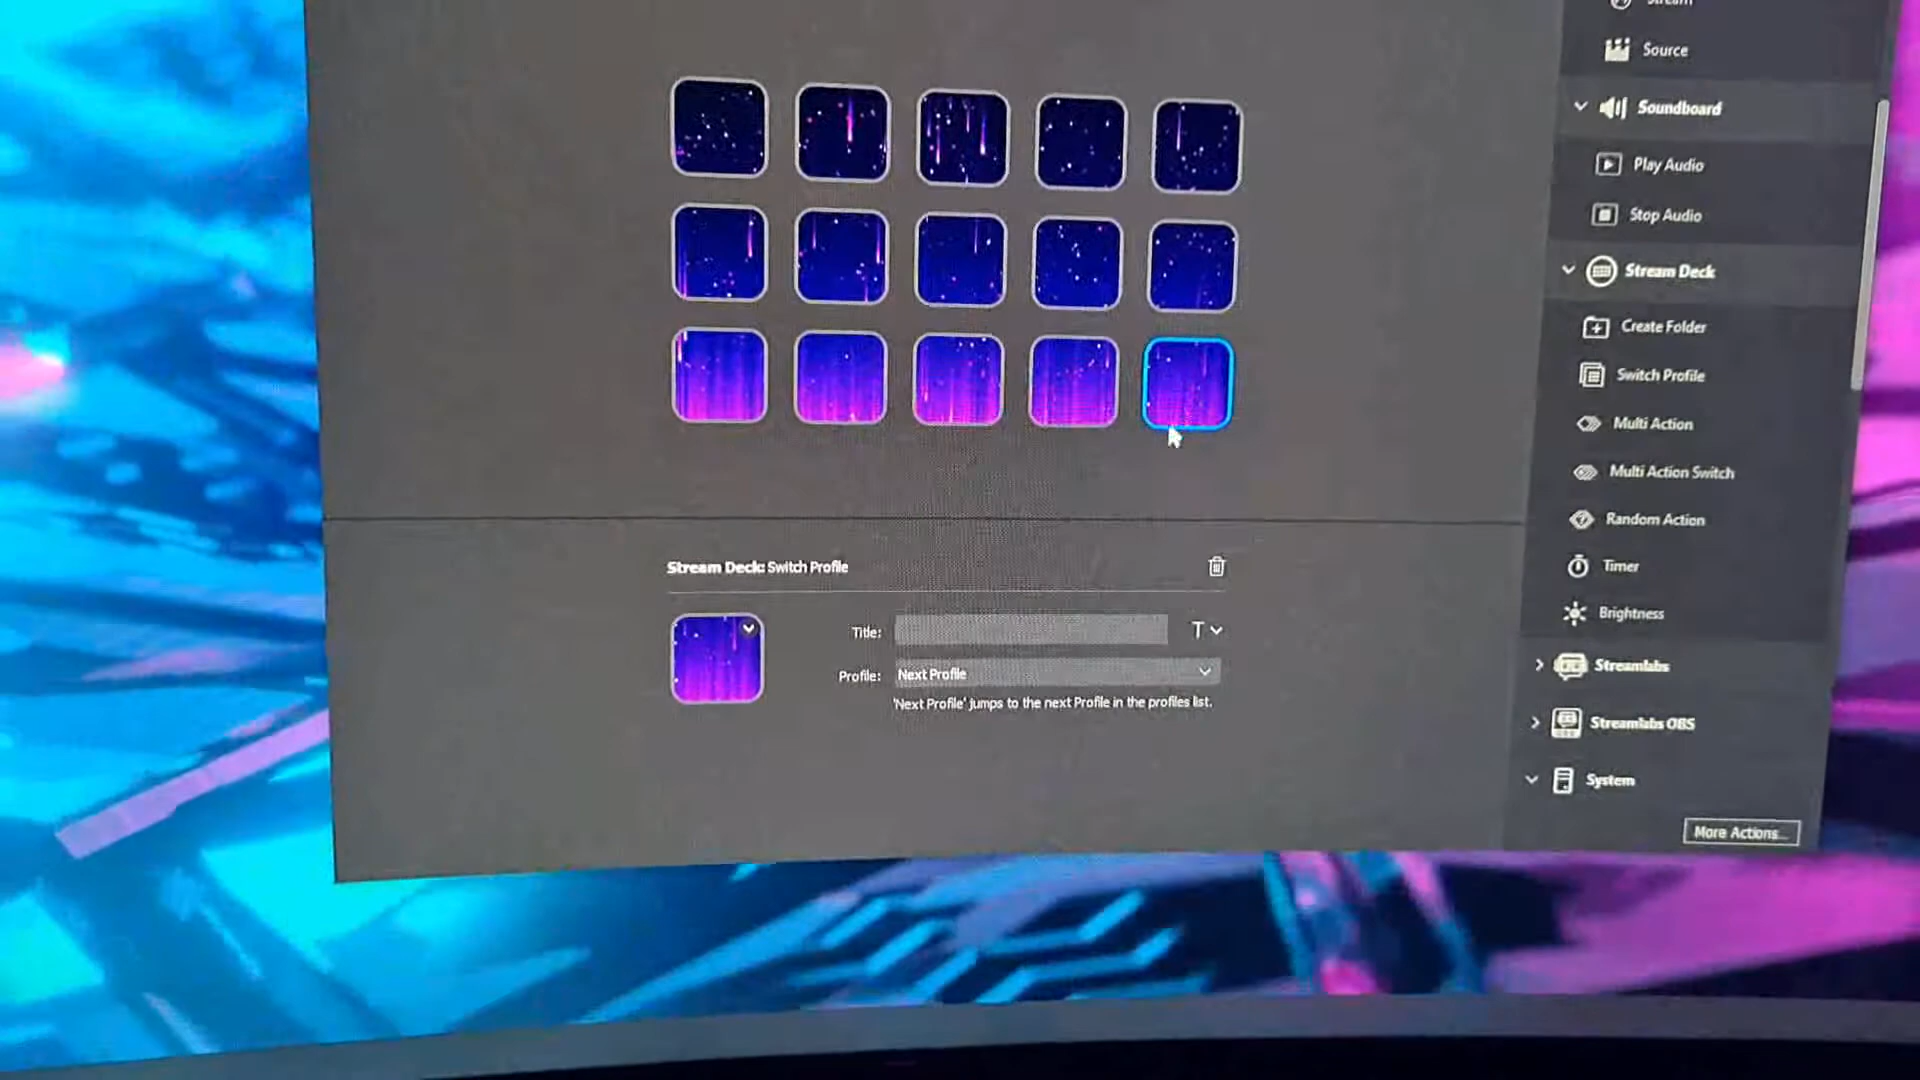 Stream
Source
Soundboard
Play Audio
Stop Audio
Stream Deck
Create Folder
Switch Profile
Multi Action
Multi Action Switch
Random Action
Timer
Brightness
Streamlabs
Streamlabs OBS
System
More Actions...
Stream Deck: Switch Profile
Title:
T
Profile:
Next Profile
'Next Profile' jumps to the next Profile in the profiles list.